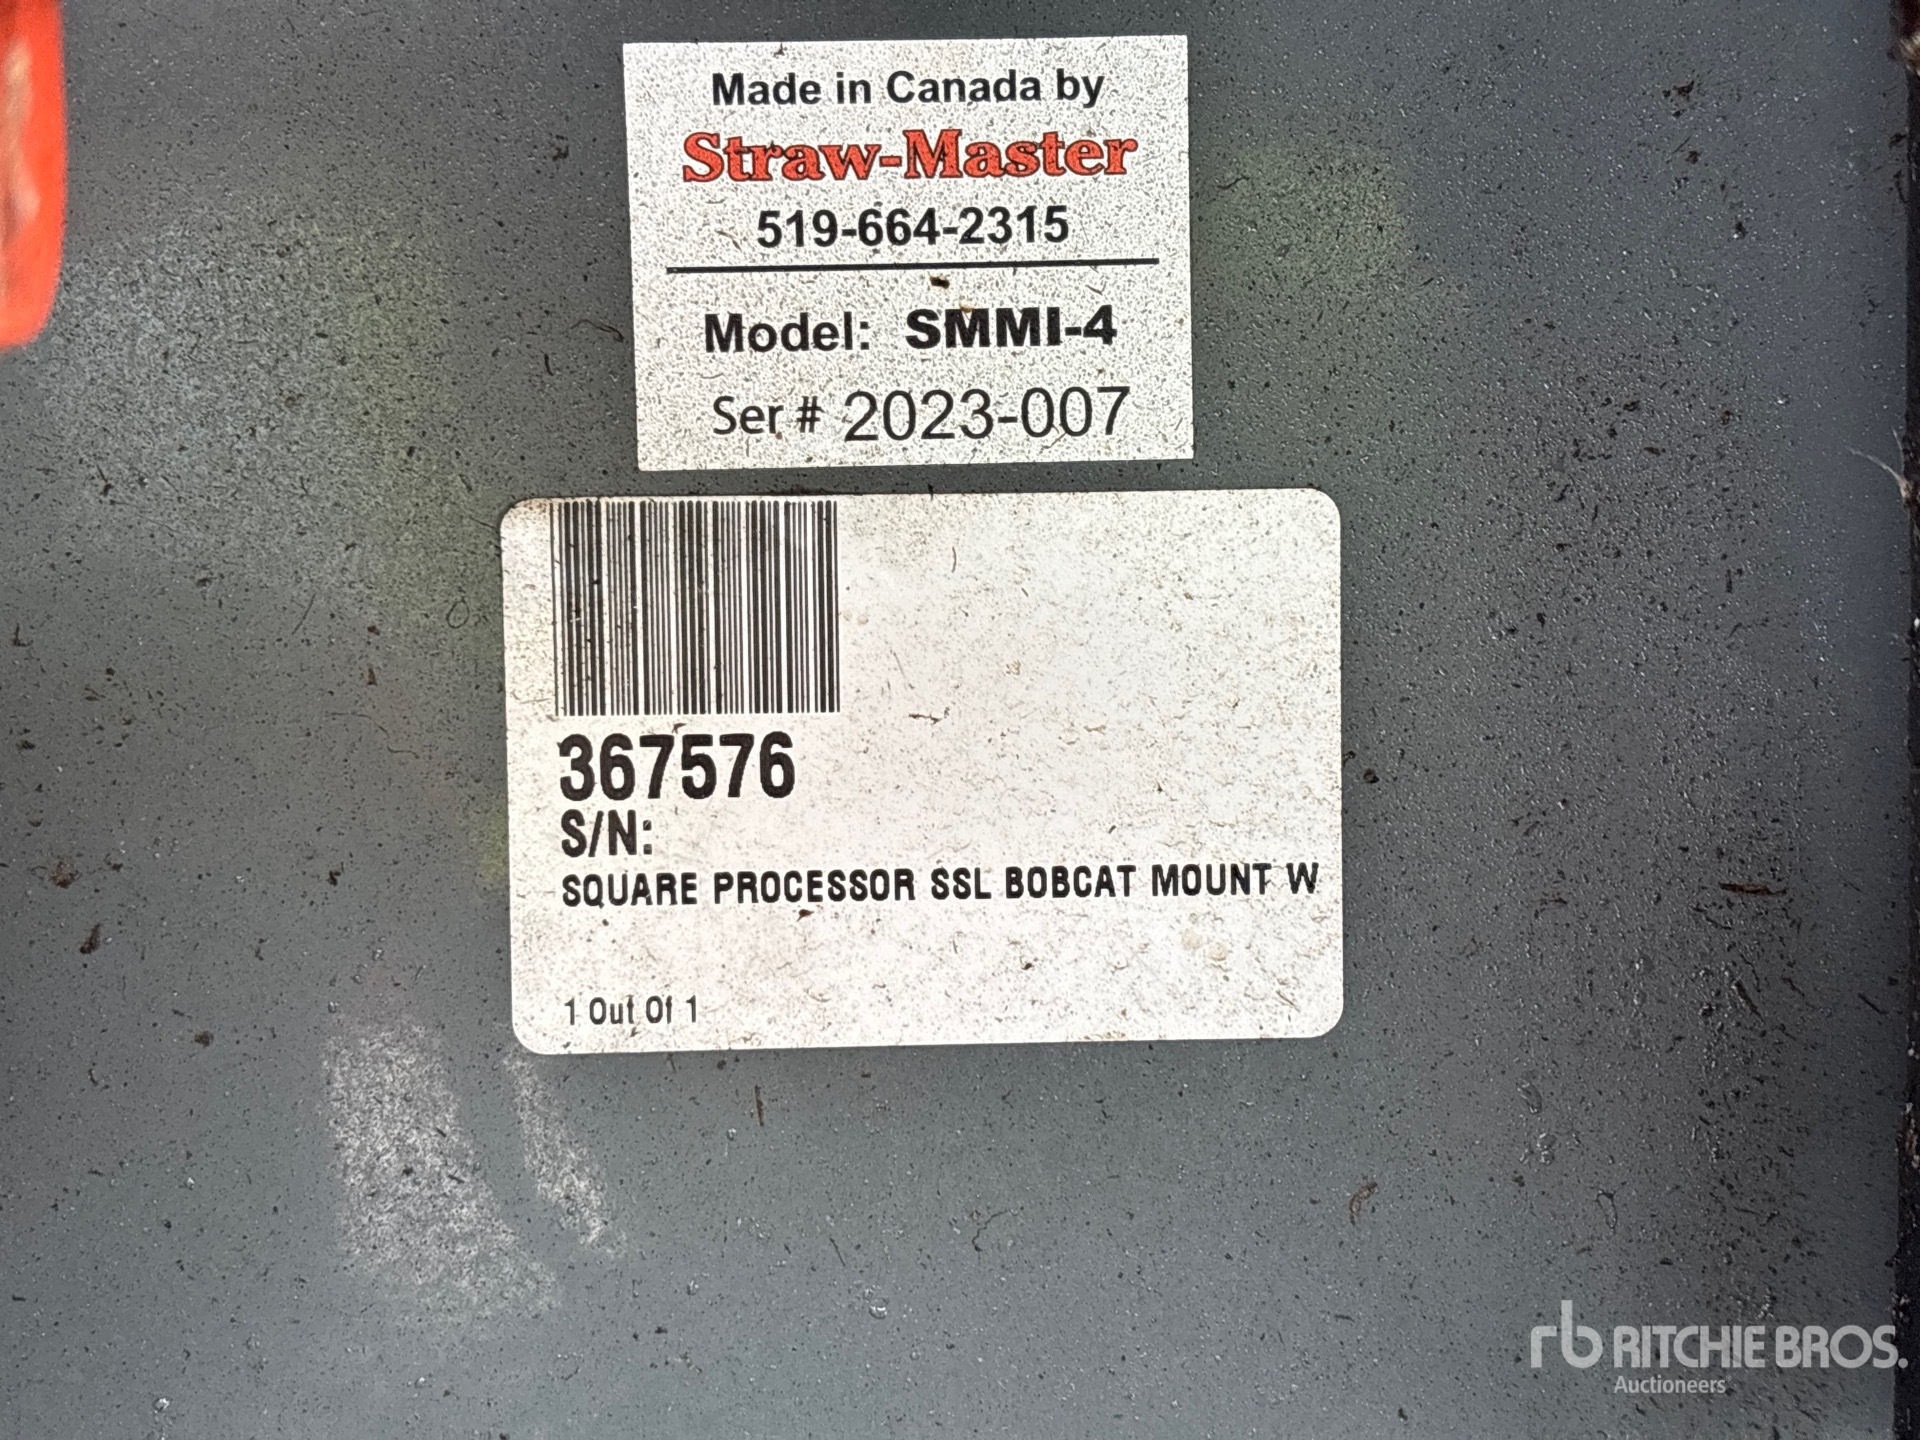 Made in Canada by
Straw-Master
519-664-2315
Model: SMMI-4
Ser # 2023-007
367576
S/N:
SQUARE PROCESSOR SSL BOBCAT MOUNT W
1 Out Of 1
rb RITCHIE BROS.
Auctioneers